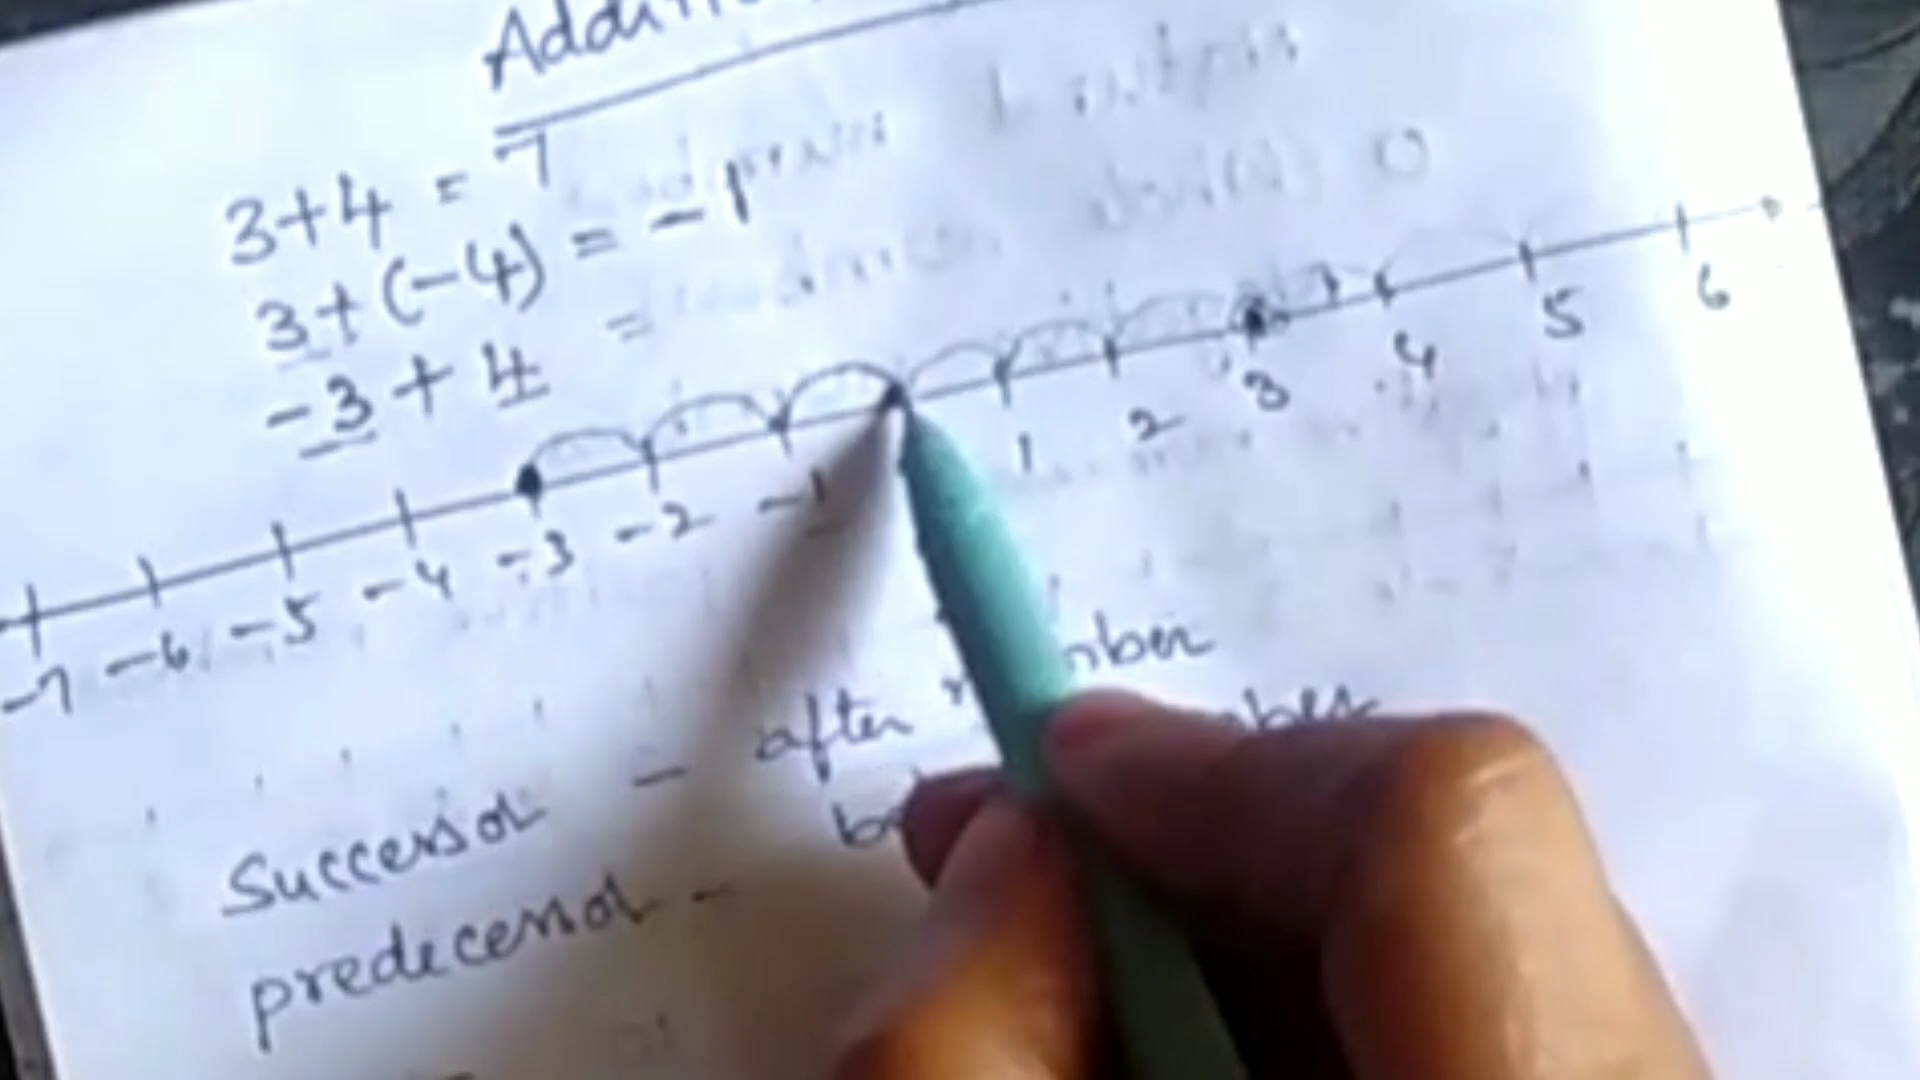 3+4 = 7
3+(-4) = -1
-3+4 =
-7 -6 -5 -4 -3 -2 -1 1 2 3 4 5 6
Successor - after
predecessor -